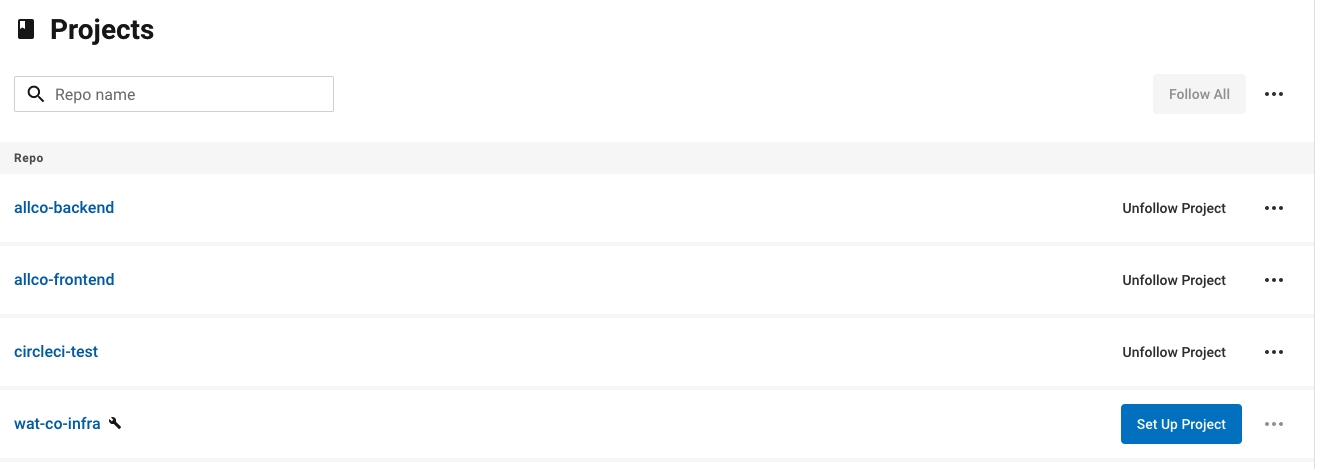 Projects
Repo name
Follow All
Repo
allco-backend
Unfollow Project
allco-frontend
Unfollow Project
circleci-test
Unfollow Project
wat-co-infra
Set Up Project